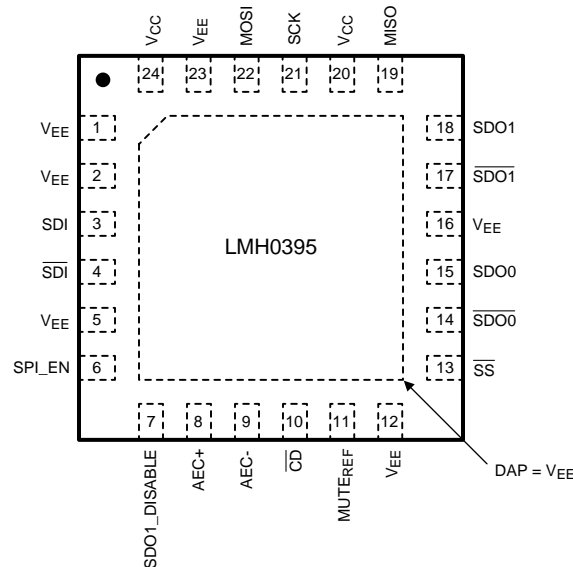 VCC
VEE
MOSI
SCK
VCC
MISO
24
23
22
21
20
19
VEE 1
VEE 2
SDI 3
SDI 4
VEE 5
SPI_EN 6
LMH0395
18 SDO1
17 SDO1
16 VEE
15 SDO0
14 SDO0
13 SS
7
8
9
10
11
12
SDO1_DISABLE
AEC+
AEC-
CD
MUTEREF
VEE
DAP = VEE